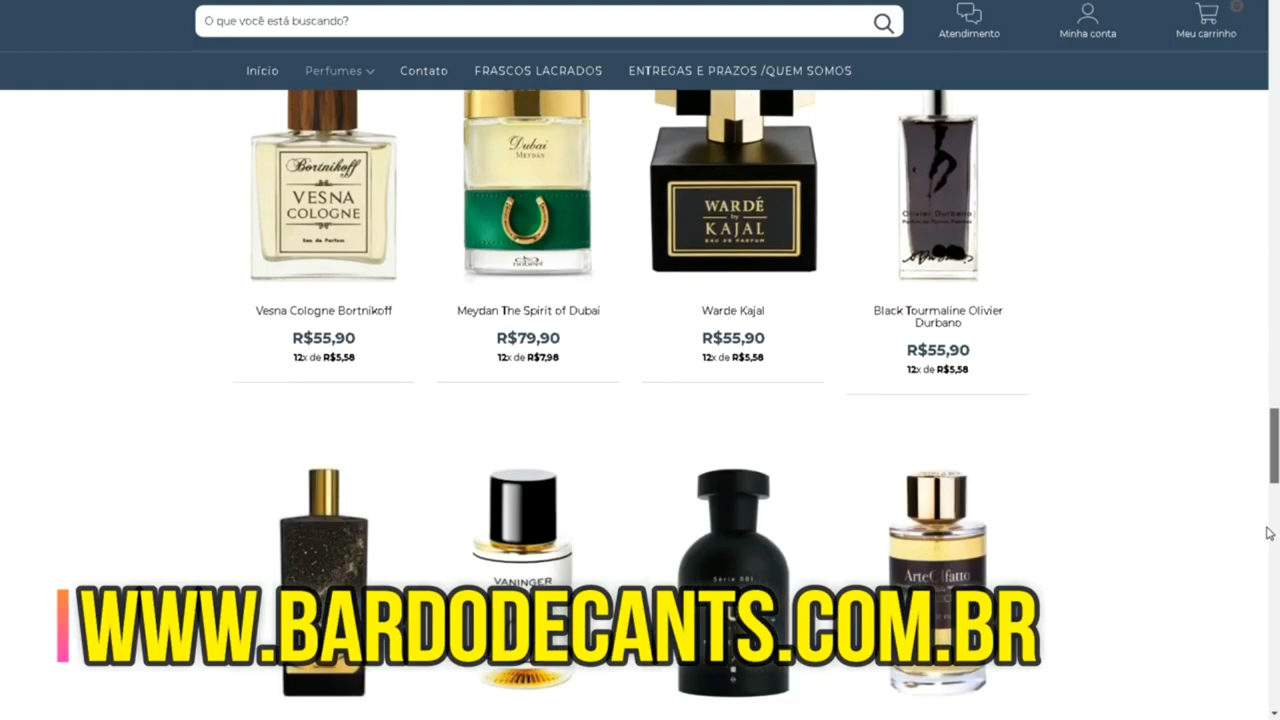 O que você está buscando?
Atendimento
Minha conta
0
Meu carrinho
Início
Perfumes
Contato
FRASCOS LACRADOS
ENTREGAS E PRAZOS /QUEM SOMOS
Bortnikoff
VESNA
COLOGNE
Eau de Parfum
Dubai
MEYDAN
nabeel
WARDÉ
by
KAJAL
EAU DE PARFUM
Olivier Durbano
Vesna Cologne Bortnikoff
R$55,90
12x de R$5,58
Meydan The Spirit of Dubai
R$79,90
12x de R$7,98
Warde Kajal
R$55,90
12x de R$5,58
Black Tourmaline Olivier
Durbano
R$55,90
12x de R$5,58
VANINGER
Série 001
ArteOlfatto
WWW.BARDODECANTS.COM.BR